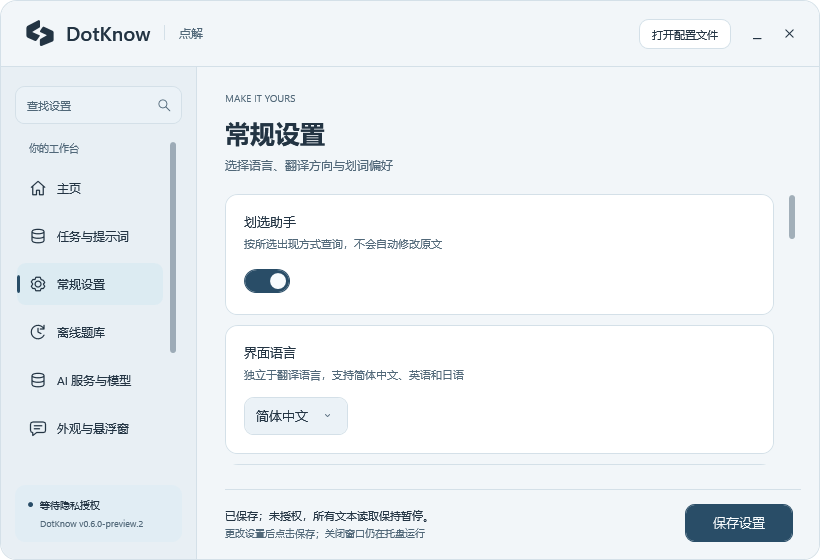 DotKnow 点解
打开配置文件
查找设置
你的工作台
主页
任务与提示词
常规设置
离线题库
AI 服务与模型
外观与悬浮窗
等待隐私授权
DotKnow v0.6.0-preview.2
MAKE IT YOURS
常规设置
选择语言、翻译方向与划词偏好
划选助手
按所选出现方式查询，不会自动修改原文
界面语言
独立于翻译语言，支持简体中文、英语和日语
简体中文
已保存；未授权，所有文本读取保持暂停。
更改设置后点击保存；关闭窗口仍在托盘运行
保存设置